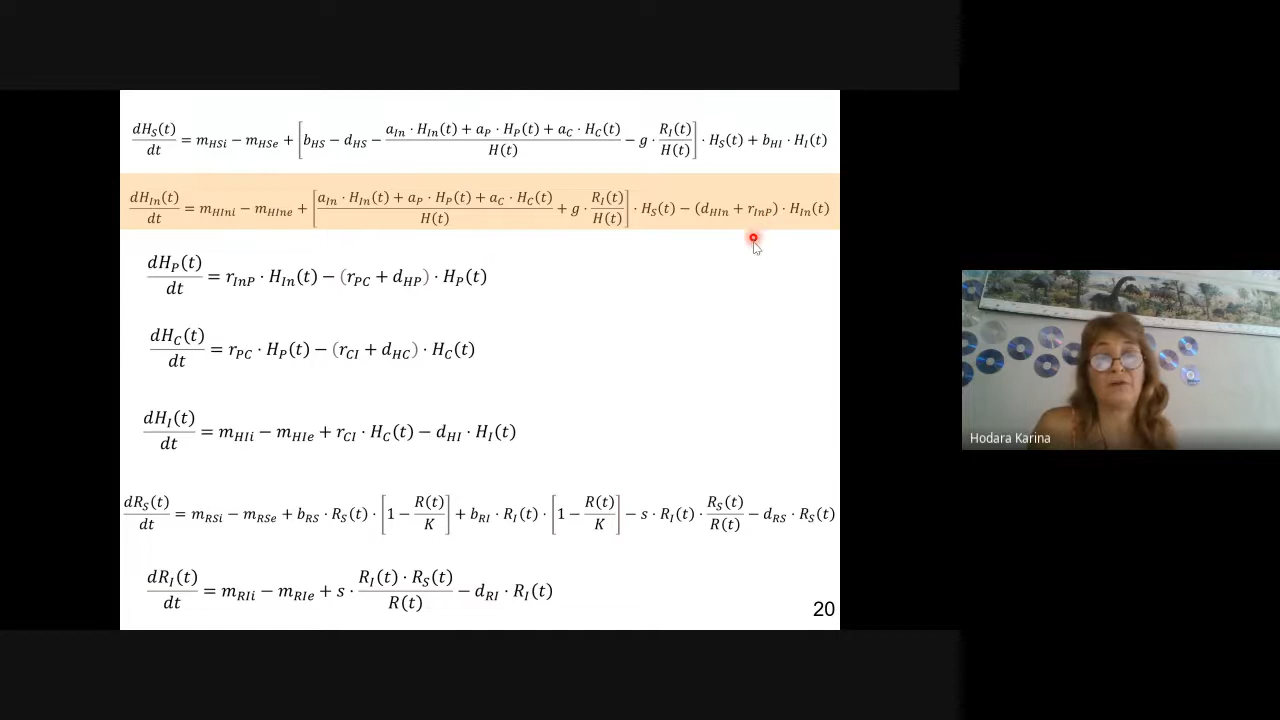 dH_S(t)/dt = m_HSi − m_HSe + [b_HS − d_HS − (a_In · H_In(t) + a_P · H_P(t) + a_C · H_C(t))/H(t) − g · R_I(t)/H(t)] · H_S(t) + b_HI · H_I(t)
dH_In(t)/dt = m_HIni − m_HIne + [(a_In · H_In(t) + a_P · H_P(t) + a_C · H_C(t))/H(t) + g · R_I(t)/H(t)] · H_S(t) − (d_HIn + r_InP) · H_In(t)
dH_P(t)/dt = r_InP · H_In(t) − (r_PC + d_HP) · H_P(t)
dH_C(t)/dt = r_PC · H_P(t) − (r_CI + d_HC) · H_C(t)
dH_I(t)/dt = m_HIi − m_HIe + r_CI · H_C(t) − d_HI · H_I(t)
dR_S(t)/dt = m_RSi − m_RSe + b_RS · R_S(t) · [1 − R(t)/K] + b_RI · R_I(t) · [1 − R(t)/K] − s · R_I(t) · R_S(t)/R(t) − d_RS · R_S(t)
dR_I(t)/dt = m_RIi − m_RIe + s · (R_I(t) · R_S(t))/R(t) − d_RI · R_I(t)
20
Hodara Karina